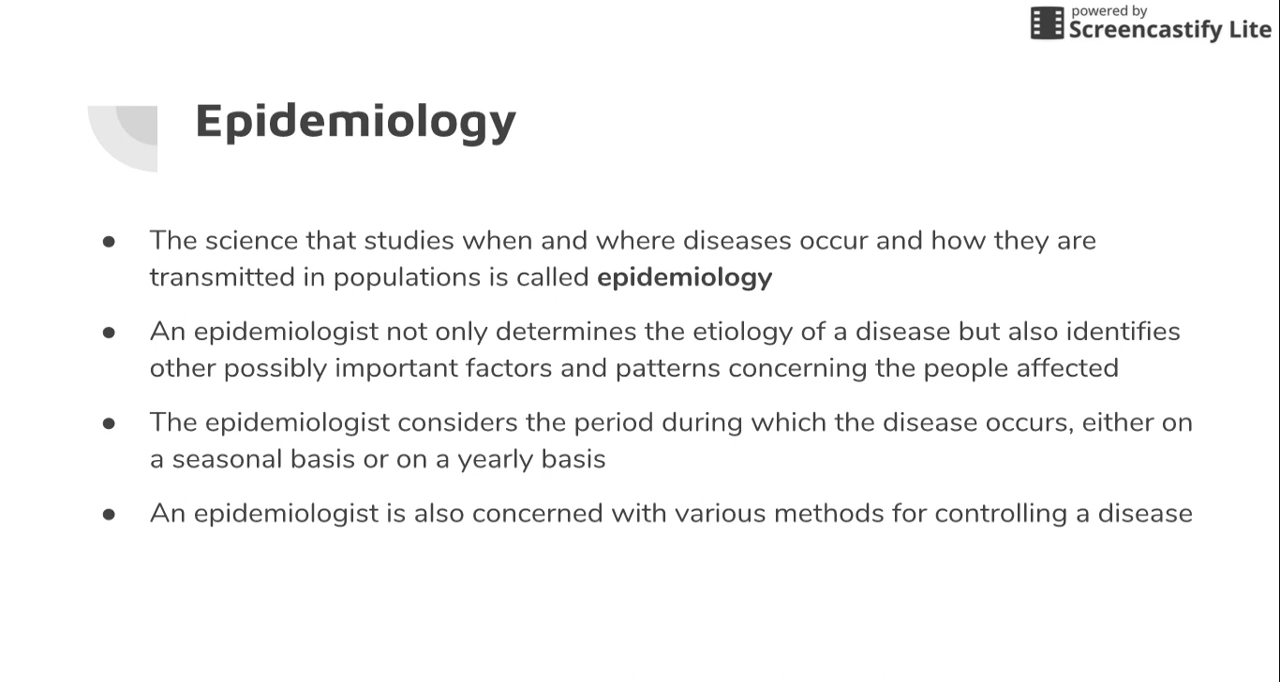 powered by
Screencastify Lite
Epidemiology
● The science that studies when and where diseases occur and how they are
transmitted in populations is called epidemiology
● An epidemiologist not only determines the etiology of a disease but also identifies
other possibly important factors and patterns concerning the people affected
● The epidemiologist considers the period during which the disease occurs, either on
a seasonal basis or on a yearly basis
● An epidemiologist is also concerned with various methods for controlling a disease